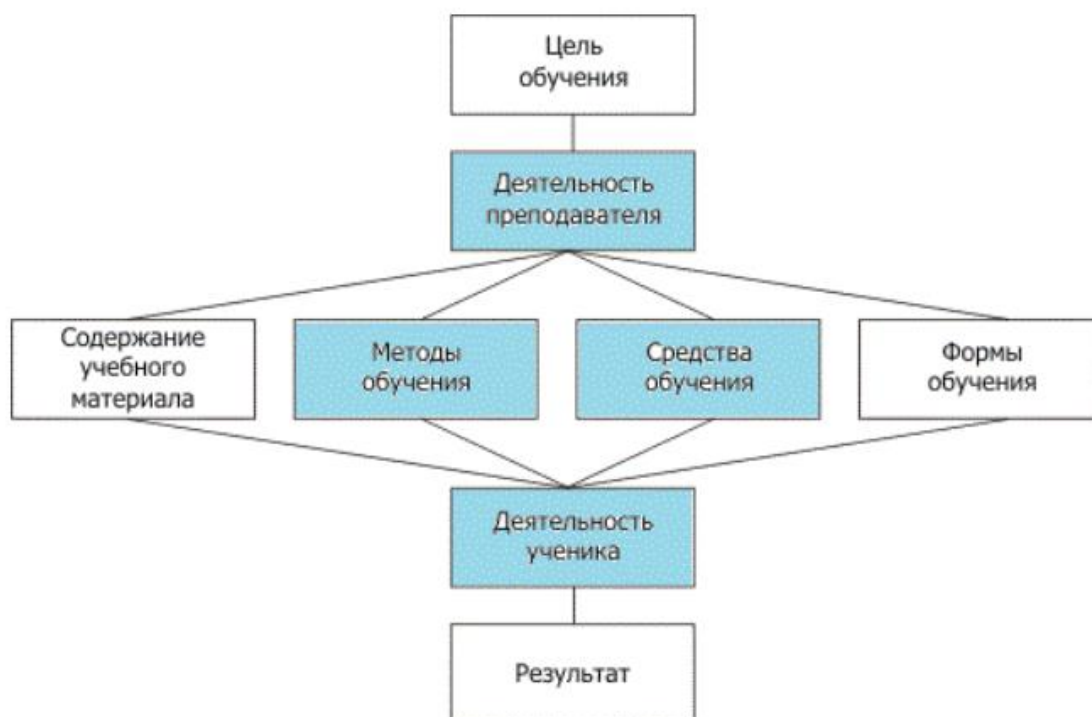 Цель
обучения
Деятельность
преподавателя
Содержание
учебного
материала
Методы
обучения
Средства
обучения
Формы
обучения
Деятельность
ученика
Результат